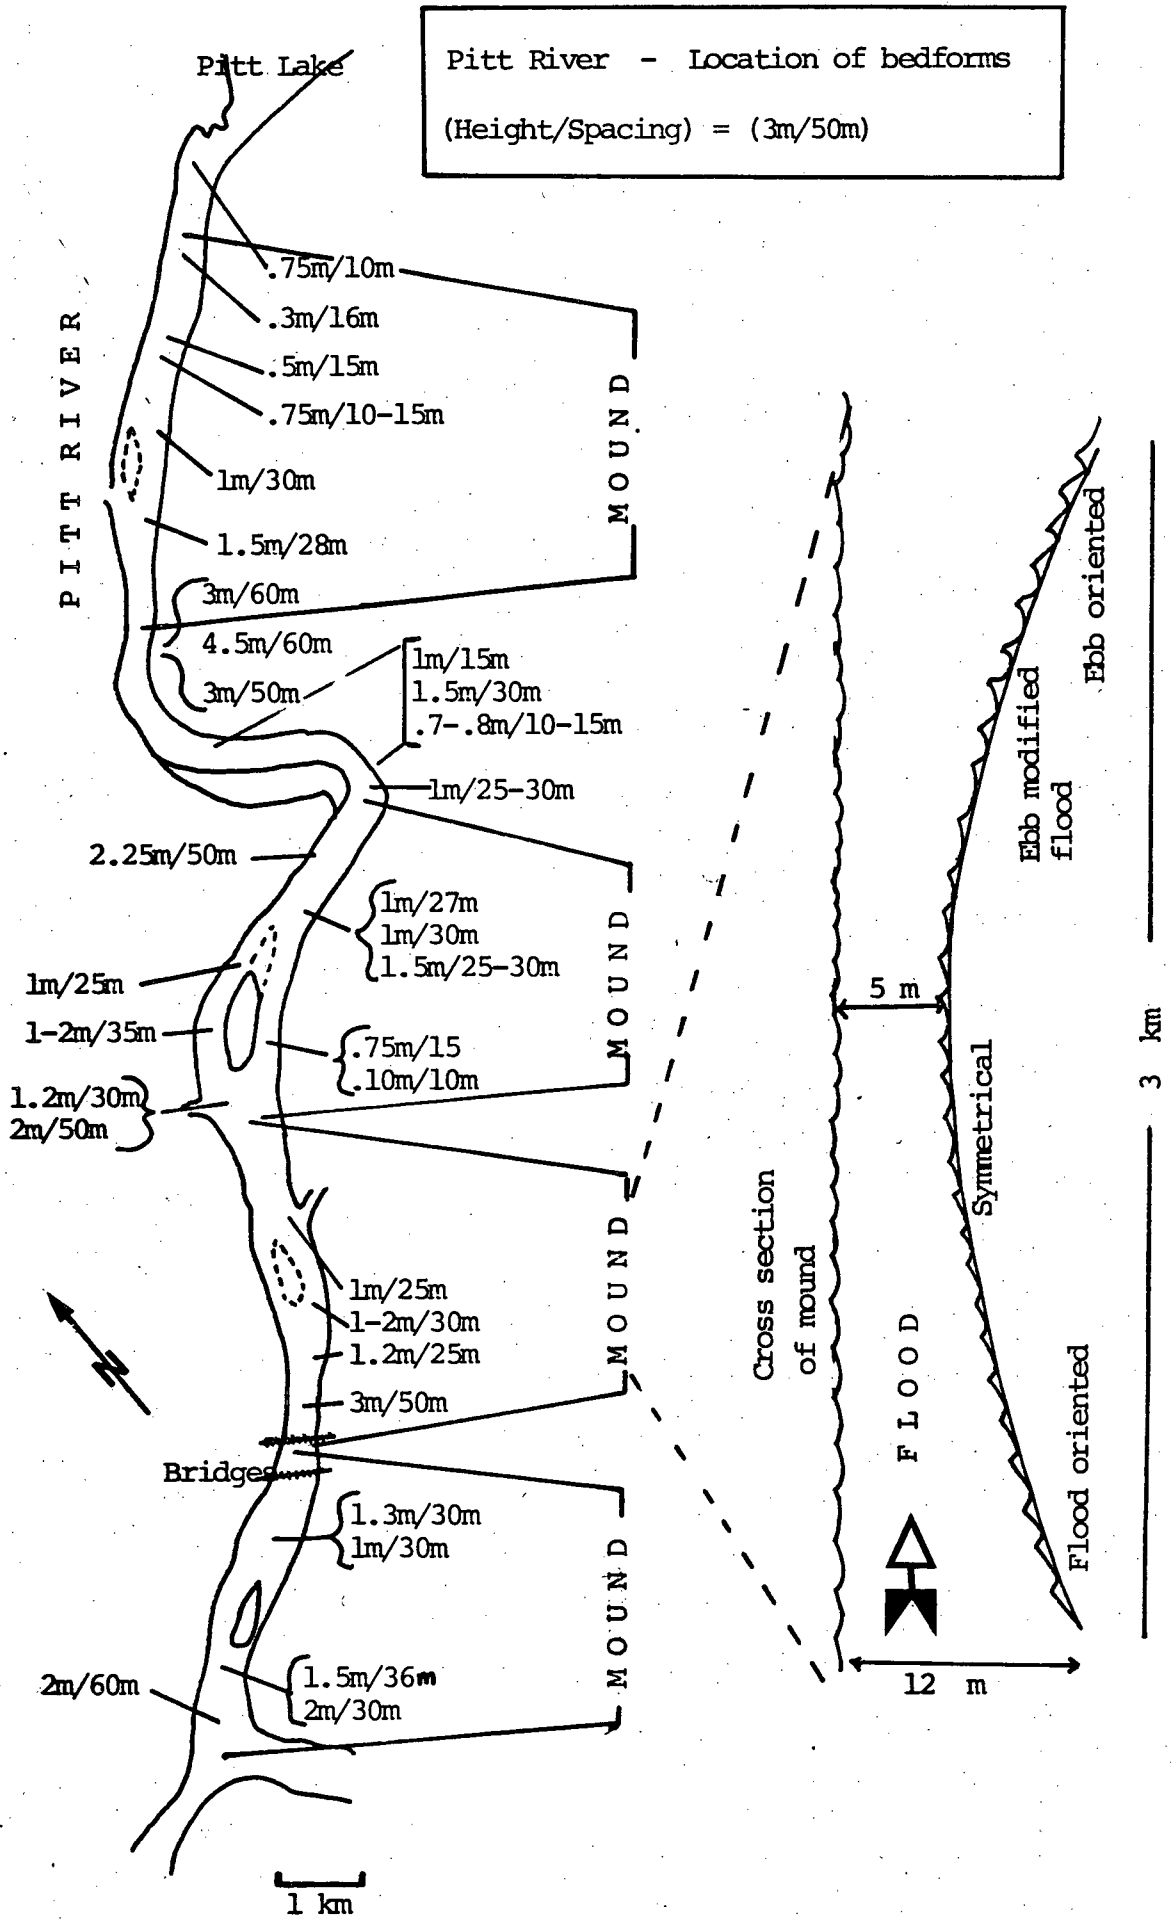 Pitt River - Location of bedforms
(Height/Spacing) = (3m/50m)
Pitt Lake
PITT RIVER
.75m/10m
.3m/16m
.5m/15m
.75m/10-15m
1m/30m
1.5m/28m
3m/60m
4.5m/60m
3m/50m
1m/15m
1.5m/30m
.7-.8m/10-15m
1m/25-30m
2.25m/50m
1m/27m
1m/30m
1.5m/25-30m
1m/25m
1-2m/35m
.75m/15
.10m/10m
1.2m/30m
2m/50m
1m/25m
1-2m/30m
1.2m/25m
3m/50m
Bridges
1.3m/30m
1m/30m
1.5m/36m
2m/30m
2m/60m
1 km
MOUND
MOUND
MOUND
MOUND
N
Cross section
of mound
FLOOD
5 m
12 m
3 km
Ebb oriented
Ebb modified
flood
Symmetrical
Flood oriented